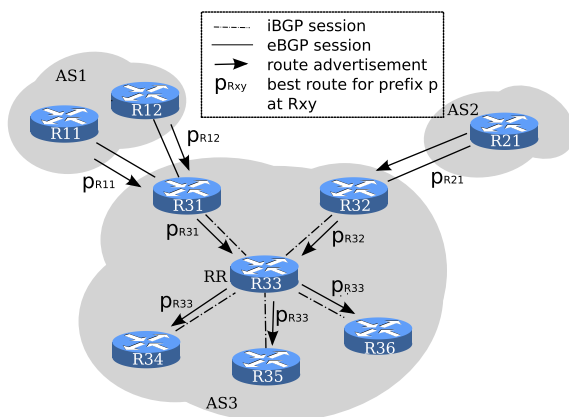 iBGP session
eBGP session
route advertisement
pRxy best route for prefix p
at Rxy
AS1
R12
R11
AS2
R21
pR12
pR11
pR21
R31
R32
pR31
pR32
RR
R33
pR33
pR33
pR33
R34
R35
R36
AS3